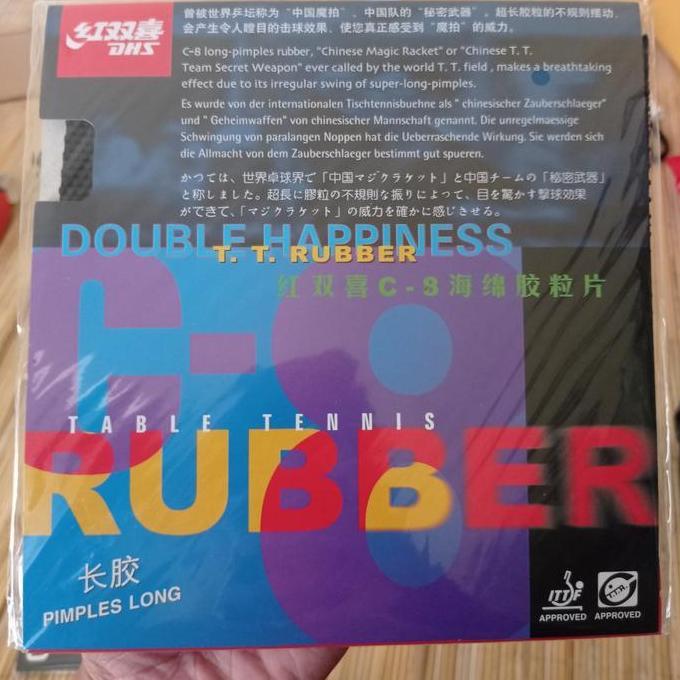 红双喜
DHS
曾被世界乒坛称为“中国魔拍”、中国队的“秘密武器”。超长胶粒的不规则摆动,
会产生令人瞠目的击球效果,使您真正感受到“魔拍”的威力。
C-8 long-pimples rubber, "Chinese Magic Racket" or "Chinese T. T.
Team Secret Weapon" ever called by the world T. T. field , makes a breathtaking
effect due to its irregular swing of super-long-pimples.
Es wurde von der internationalen Tischtennisbuehne als " chinesischer Zauberschlaeger"
und " Geheimwaffen" von chinesischer Mannschaft genannt. Die unregelmaessige
Schwingung von paralangen Noppen hat die Ueberraschende Wirkung. Sie werden sich
die Allmacht von dem Zauberschlaeger bestimmt gut spueren.
かつては、世界卓球界で「中国マジクラケット」と中国チームの「秘密武器」
と称しました。超長に膠粒の不規則な振りによって、目を驚かす撃球効果
ができて、「マジクラケット」の威力を確かに感じさせる。
DOUBLE HAPPINESS
T. T. RUBBER
红双喜C-8海绵胶粒片
C-8
TABLE TENNIS
RUBBER
长胶
PIMPLES LONG
ITTF
APPROVED
APPROVED